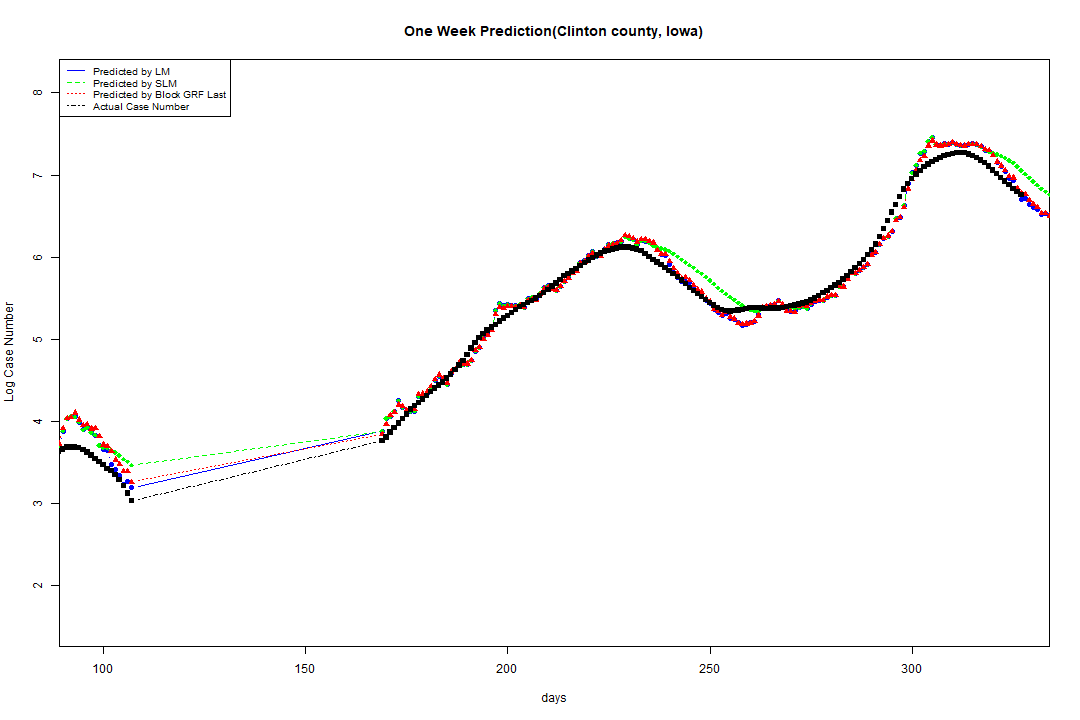 One Week Prediction(Clinton county, Iowa)
Predicted by LM
Predicted by SLM
Predicted by Block GRF Last
Actual Case Number
8
7
6
5
4
3
2
Log Case Number
100 150 200 250 300
days